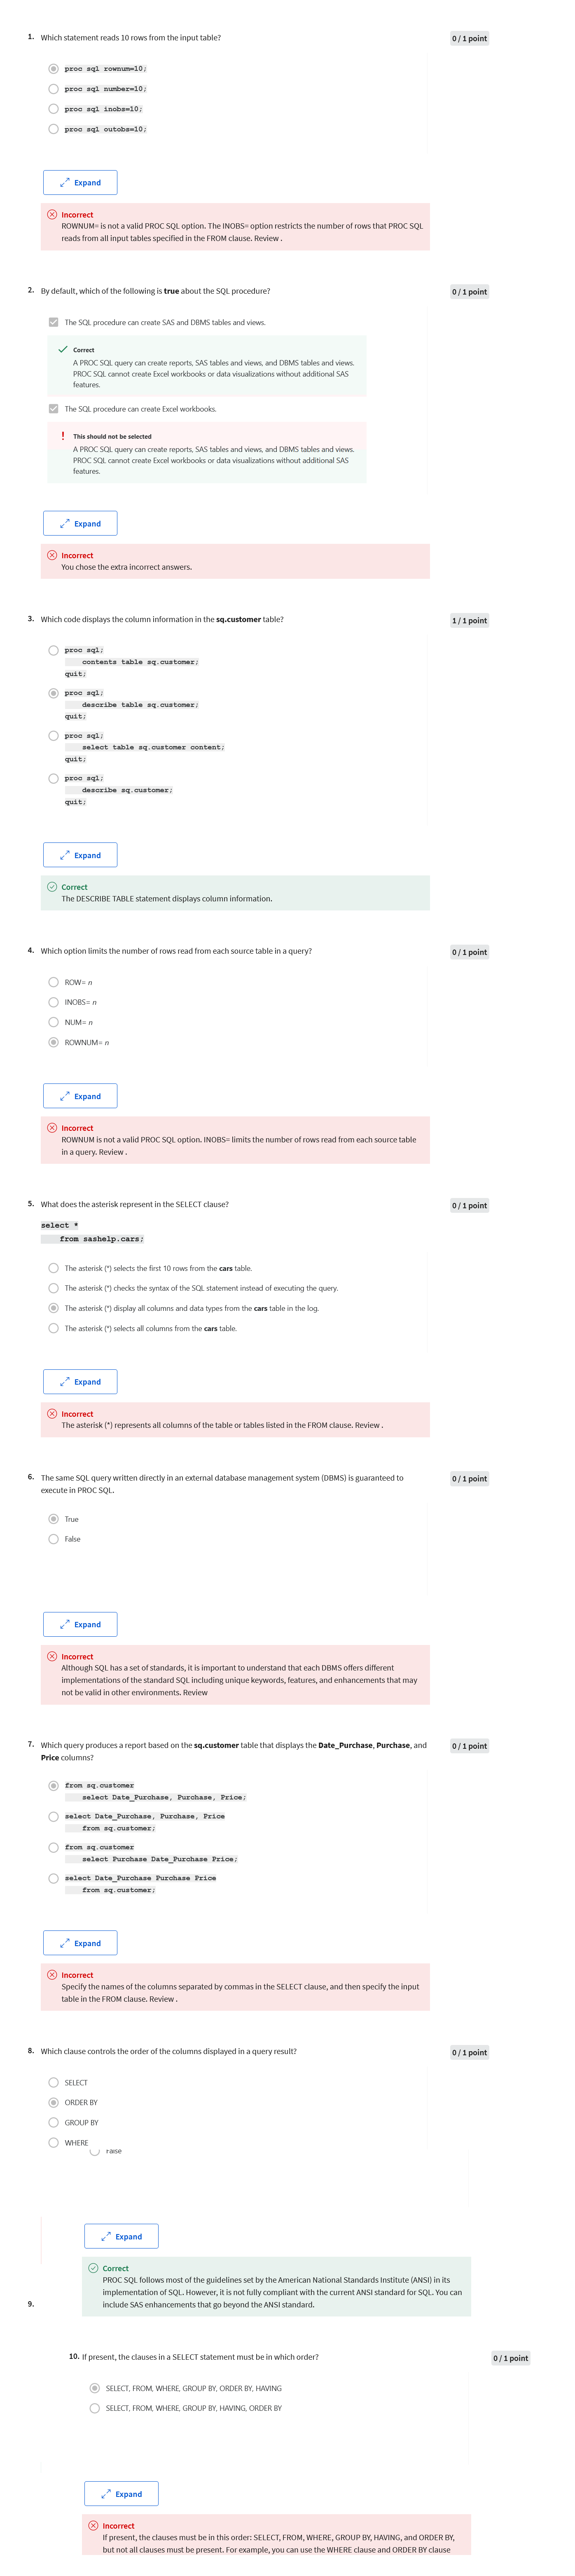 1. Which statement reads 10 rows from the input table?
0 / 1 point
proc sql rownum=10;
proc sql number=10;
proc sql inobs=10;
proc sql outobs=10;
Expand
Incorrect
ROWNUM= is not a valid PROC SQL option. The INOBS= option restricts the number of rows that PROC SQL
reads from all input tables specified in the FROM clause. Review .
2. By default, which of the following is true about the SQL procedure?
0 / 1 point
The SQL procedure can create SAS and DBMS tables and views.
Correct
A PROC SQL query can create reports, SAS tables and views, and DBMS tables and views.
PROC SQL cannot create Excel workbooks or data visualizations without additional SAS
features.
The SQL procedure can create Excel workbooks.
This should not be selected
A PROC SQL query can create reports, SAS tables and views, and DBMS tables and views.
PROC SQL cannot create Excel workbooks or data visualizations without additional SAS
features.
Expand
Incorrect
You chose the extra incorrect answers.
3. Which code displays the column information in the sq.customer table?
1 / 1 point
proc sql;
contents table sq.customer;
quit;
proc sql;
describe table sq.customer;
quit;
proc sql;
select table sq.customer content;
quit;
proc sql;
describe sq.customer;
quit;
Expand
Correct
The DESCRIBE TABLE statement displays column information.
4. Which option limits the number of rows read from each source table in a query?
0 / 1 point
ROW= n
INOBS= n
NUM= n
ROWNUM= n
Expand
Incorrect
ROWNUM is not a valid PROC SQL option. INOBS= limits the number of rows read from each source table
in a query. Review .
5. What does the asterisk represent in the SELECT clause?
0 / 1 point
select *
from sashelp.cars;
The asterisk (*) selects the first 10 rows from the cars table.
The asterisk (*) checks the syntax of the SQL statement instead of executing the query.
The asterisk (*) display all columns and data types from the cars table in the log.
The asterisk (*) selects all columns from the cars table.
Expand
Incorrect
The asterisk (*) represents all columns of the table or tables listed in the FROM clause. Review .
6. The same SQL query written directly in an external database management system (DBMS) is guaranteed to
execute in PROC SQL.
0 / 1 point
True
False
Expand
Incorrect
Although SQL has a set of standards, it is important to understand that each DBMS offers different
implementations of the standard SQL including unique keywords, features, and enhancements that may
not be valid in other environments. Review
7. Which query produces a report based on the sq.customer table that displays the Date_Purchase, Purchase, and
Price columns?
0 / 1 point
from sq.customer
select Date_Purchase, Purchase, Price;
select Date_Purchase, Purchase, Price
from sq.customer;
from sq.customer
select Purchase Date_Purchase Price;
select Date_Purchase Purchase Price
from sq.customer;
Expand
Incorrect
Specify the names of the columns separated by commas in the SELECT clause, and then specify the input
table in the FROM clause. Review .
8. Which clause controls the order of the columns displayed in a query result?
0 / 1 point
SELECT
ORDER BY
GROUP BY
WHERE
Expand
Correct
PROC SQL follows most of the guidelines set by the American National Standards Institute (ANSI) in its
implementation of SQL. However, it is not fully compliant with the current ANSI standard for SQL. You can
include SAS enhancements that go beyond the ANSI standard.
9.
10. If present, the clauses in a SELECT statement must be in which order?
0 / 1 point
SELECT, FROM, WHERE, GROUP BY, ORDER BY, HAVING
SELECT, FROM, WHERE, GROUP BY, HAVING, ORDER BY
Expand
Incorrect
If present, the clauses must be in this order: SELECT, FROM, WHERE, GROUP BY, HAVING, and ORDER BY,
but not all clauses must be present. For example, you can use the WHERE clause and ORDER BY clause